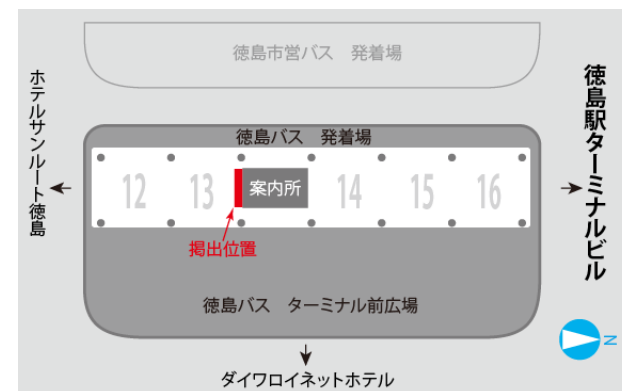 徳島市営バス　発着場
ホテルサンルート徳島
徳島駅ターミナルビル
徳島バス　発着場
12 13 案内所 14 15 16
掲出位置
徳島バス　ターミナル前広場
N
ダイワロイネットホテル